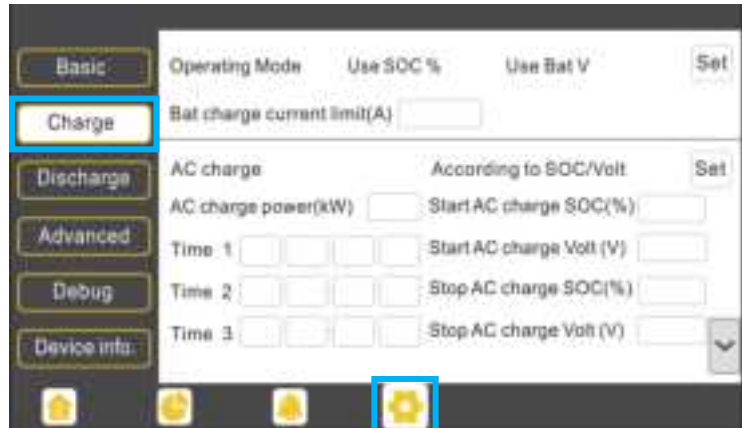 Basic
Charge
Discharge
Advanced
Debug
Device info.
Operating Mode Use SOC % Use Bat V Set
Bat charge current limit(A)
AC charge According to SOC/Volt Set
AC charge power(kW) Start AC charge SOC(%)
Time 1 Start AC charge Volt (V)
Time 2 Stop AC charge SOC(%)
Time 3 Stop AC charge Volt (V)